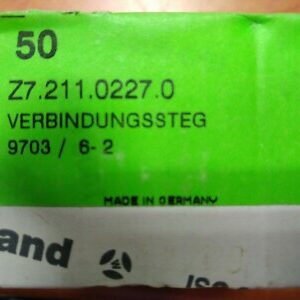 50
Z7.211.0227.0
VERBINDUNGSSTEG
9703 / 6-2
MADE IN GERMANY
and